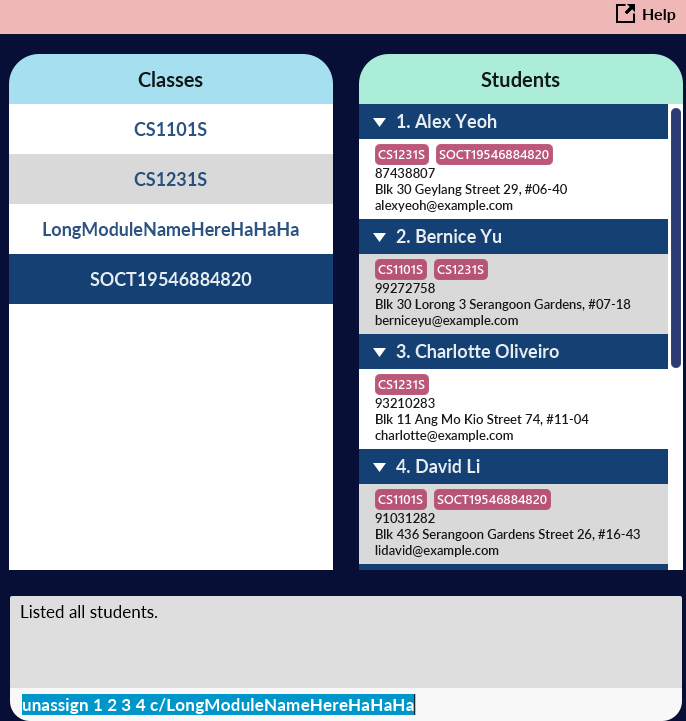 Help
Classes
CS1101S
CS1231S
LongModuleNameHereHaHaHa
SOCT19546884820
Students
1. Alex Yeoh
CS1231S SOCT19546884820
87438807
Blk 30 Geylang Street 29, #06-40
alexyeoh@example.com
2. Bernice Yu
CS1101S CS1231S
99272758
Blk 30 Lorong 3 Serangoon Gardens, #07-18
berniceyu@example.com
3. Charlotte Oliveiro
CS1231S
93210283
Blk 11 Ang Mo Kio Street 74, #11-04
charlotte@example.com
4. David Li
CS1101S SOCT19546884820
91031282
Blk 436 Serangoon Gardens Street 26, #16-43
lidavid@example.com
Listed all students.
unassign 1 2 3 4 c/LongModuleNameHereHaHaHa